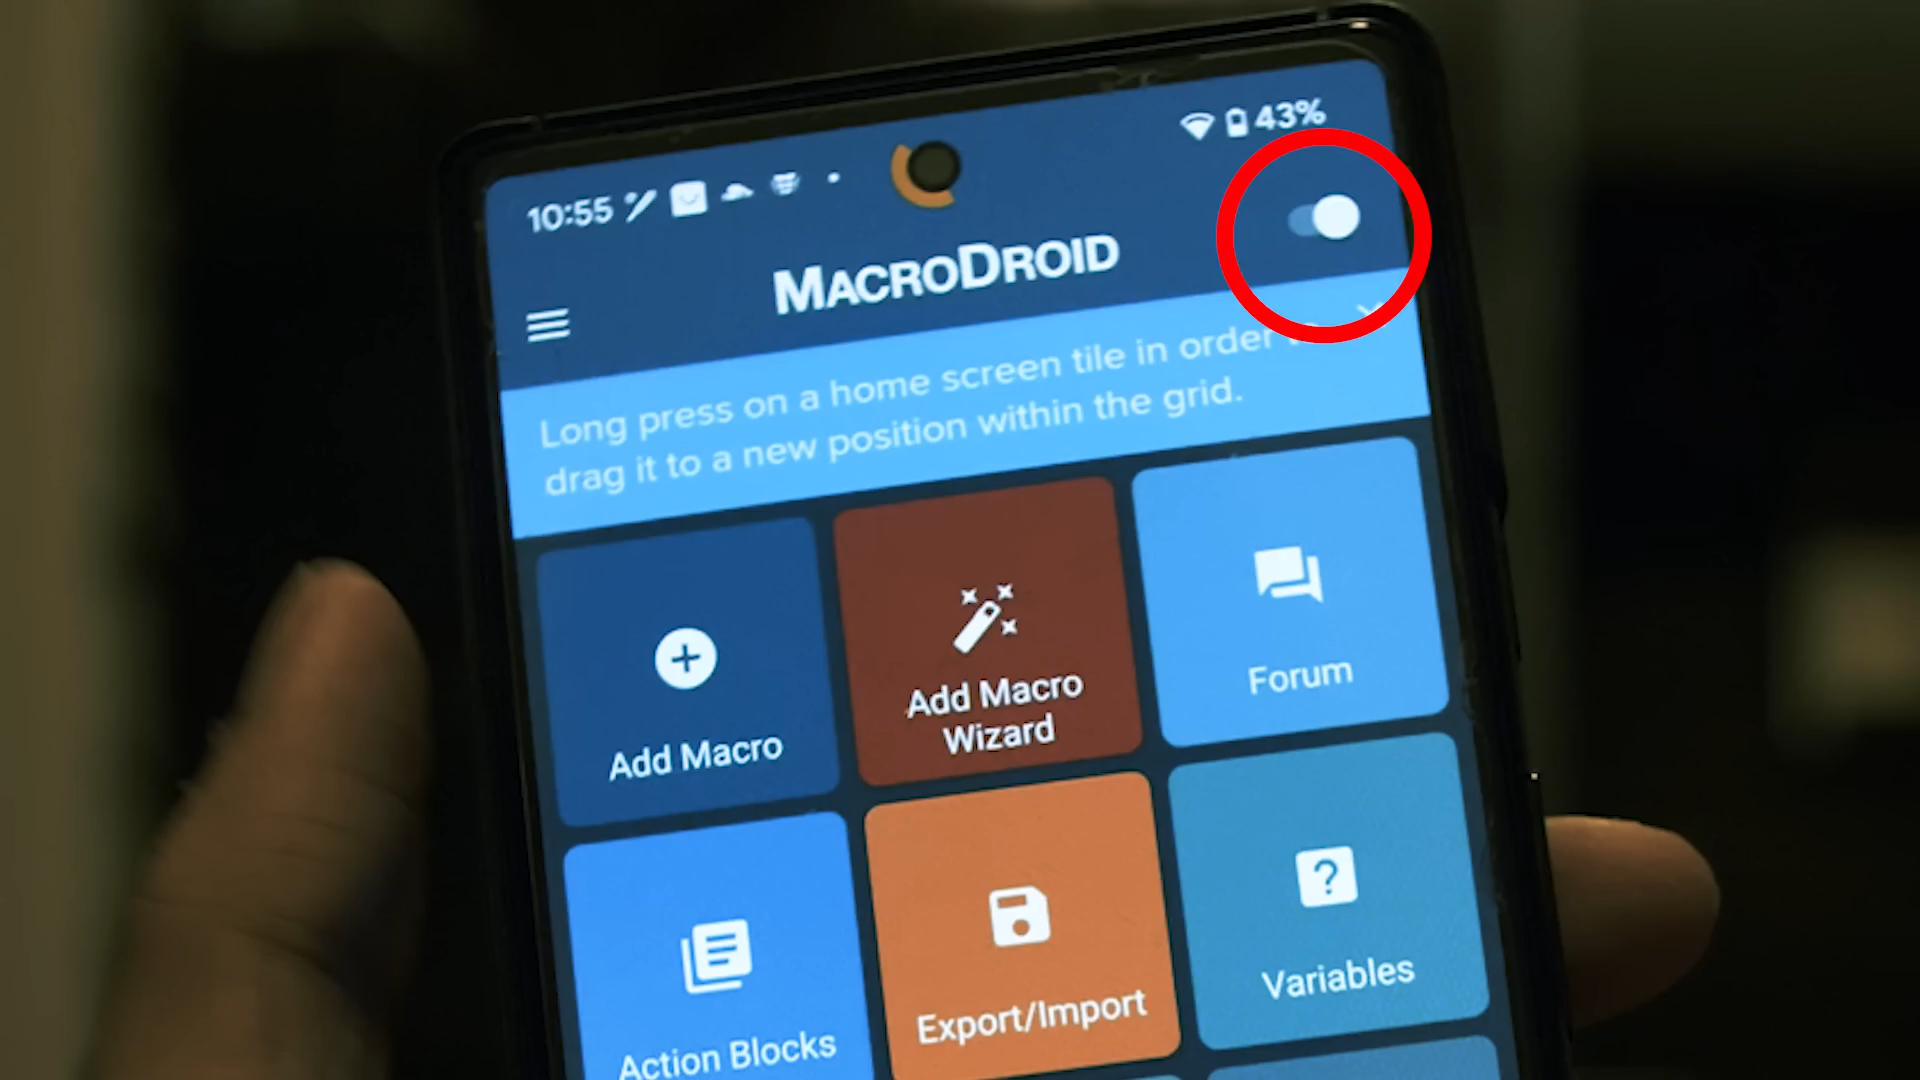 10:55 43%
MACRODROID
Long press on a home screen tile in order
drag it to a new position within the grid.
Add Macro
Add Macro
Wizard
Forum
Action Blocks
Export/Import
Variables